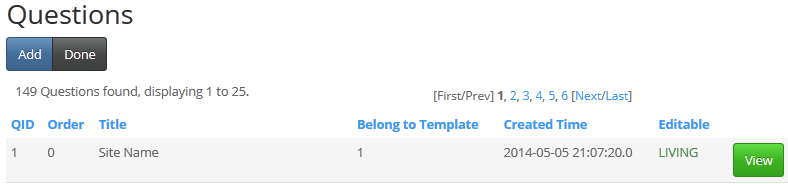 Questions
Add Done
149 Questions found, displaying 1 to 25. [First/Prev] 1, 2, 3, 4, 5, 6 [Next/Last]
QID Order Title Belong to Template Created Time Editable
1 0 Site Name 1 2014-05-05 21:07:20.0 LIVING View